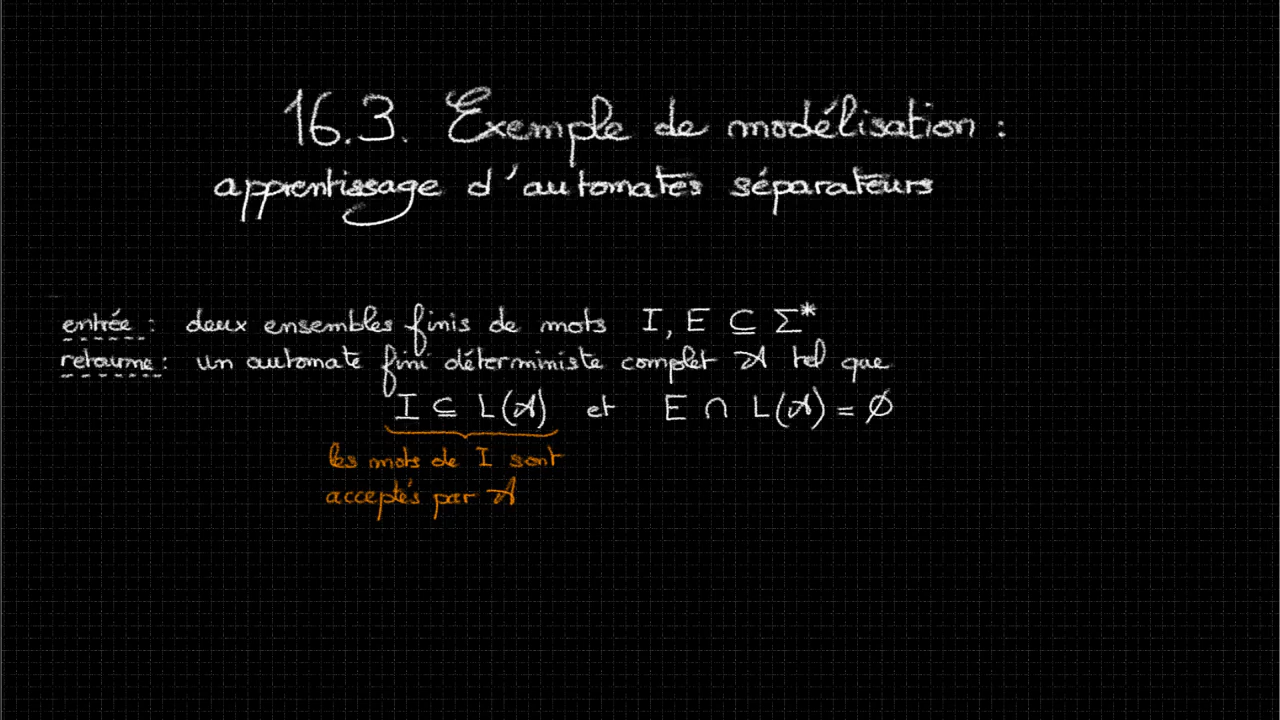 16.3. Exemple de modélisation :
apprentissage d'automates séparateurs
entrée : deux ensembles finis de mots I, E ⊆ Σ*
retourne : un automate fini déterministe complet 𝒜 tel que
I ⊆ L(𝒜) et E ∩ L(𝒜) = ∅
les mots de I sont
acceptés par 𝒜